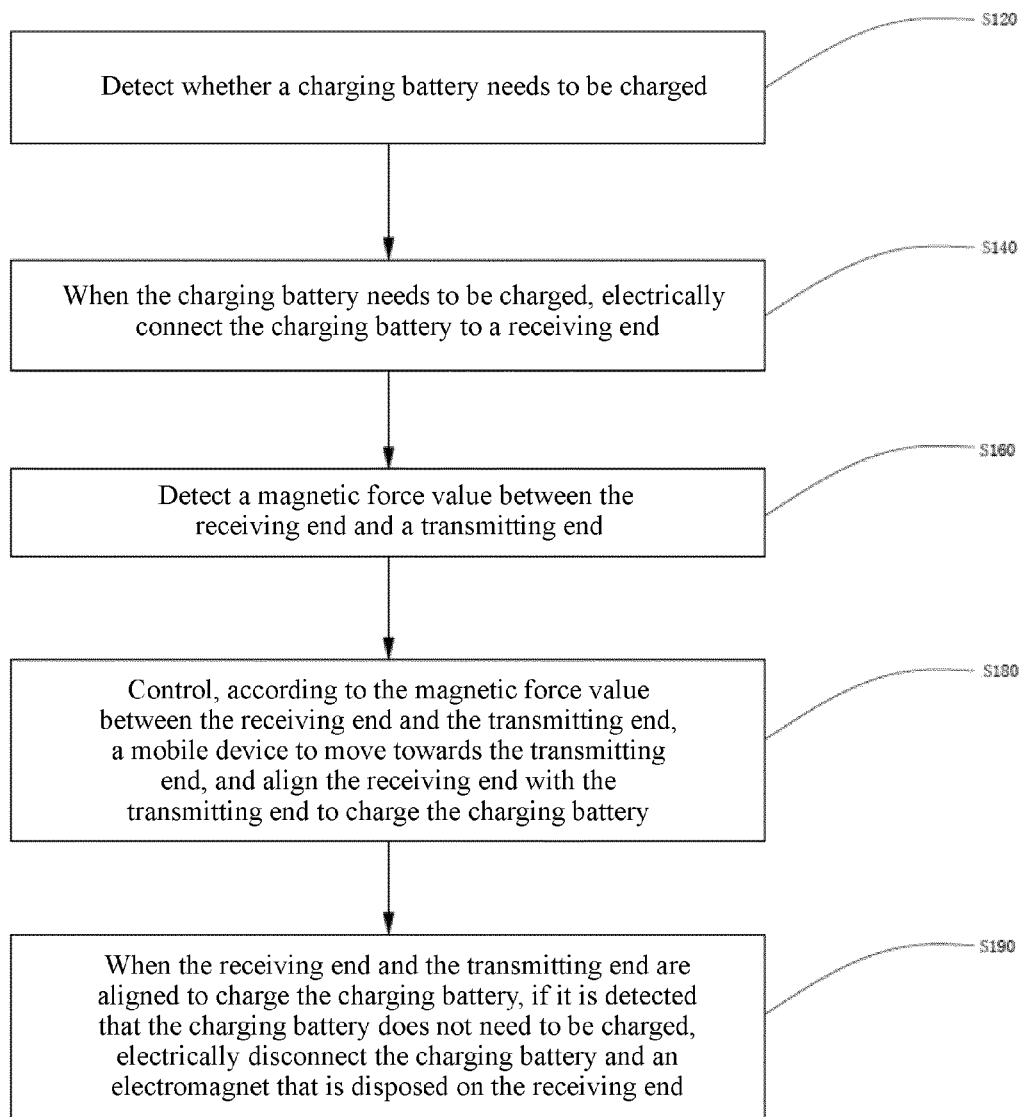 S120
Detect whether a charging battery needs to be charged
S140
When the charging battery needs to be charged, electrically
connect the charging battery to a receiving end
S160
Detect a magnetic force value between the
receiving end and a transmitting end
S180
Control, according to the magnetic force value
between the receiving end and the transmitting end,
a mobile device to move towards the transmitting
end, and align the receiving end with the
transmitting end to charge the charging battery
S190
When the receiving end and the transmitting end are
aligned to charge the charging battery, if it is detected
that the charging battery does not need to be charged,
electrically disconnect the charging battery and an
electromagnet that is disposed on the receiving end